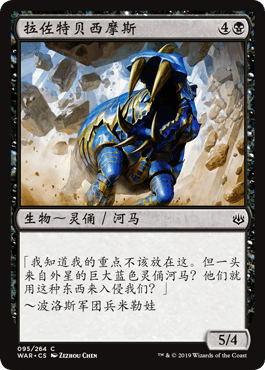 拉佐特贝西摩斯 4
生物～灵俑／河马
「我知道我的重点不该放在这。但一头
来自外星的巨大蓝色灵俑河马？他们就
用这种东西来入侵我们？」
～波洛斯军团兵米勒娃
5/4
095/264 C
WAR • CS ZEZHOU CHEN
™ & © 2019 Wizards of the Coast